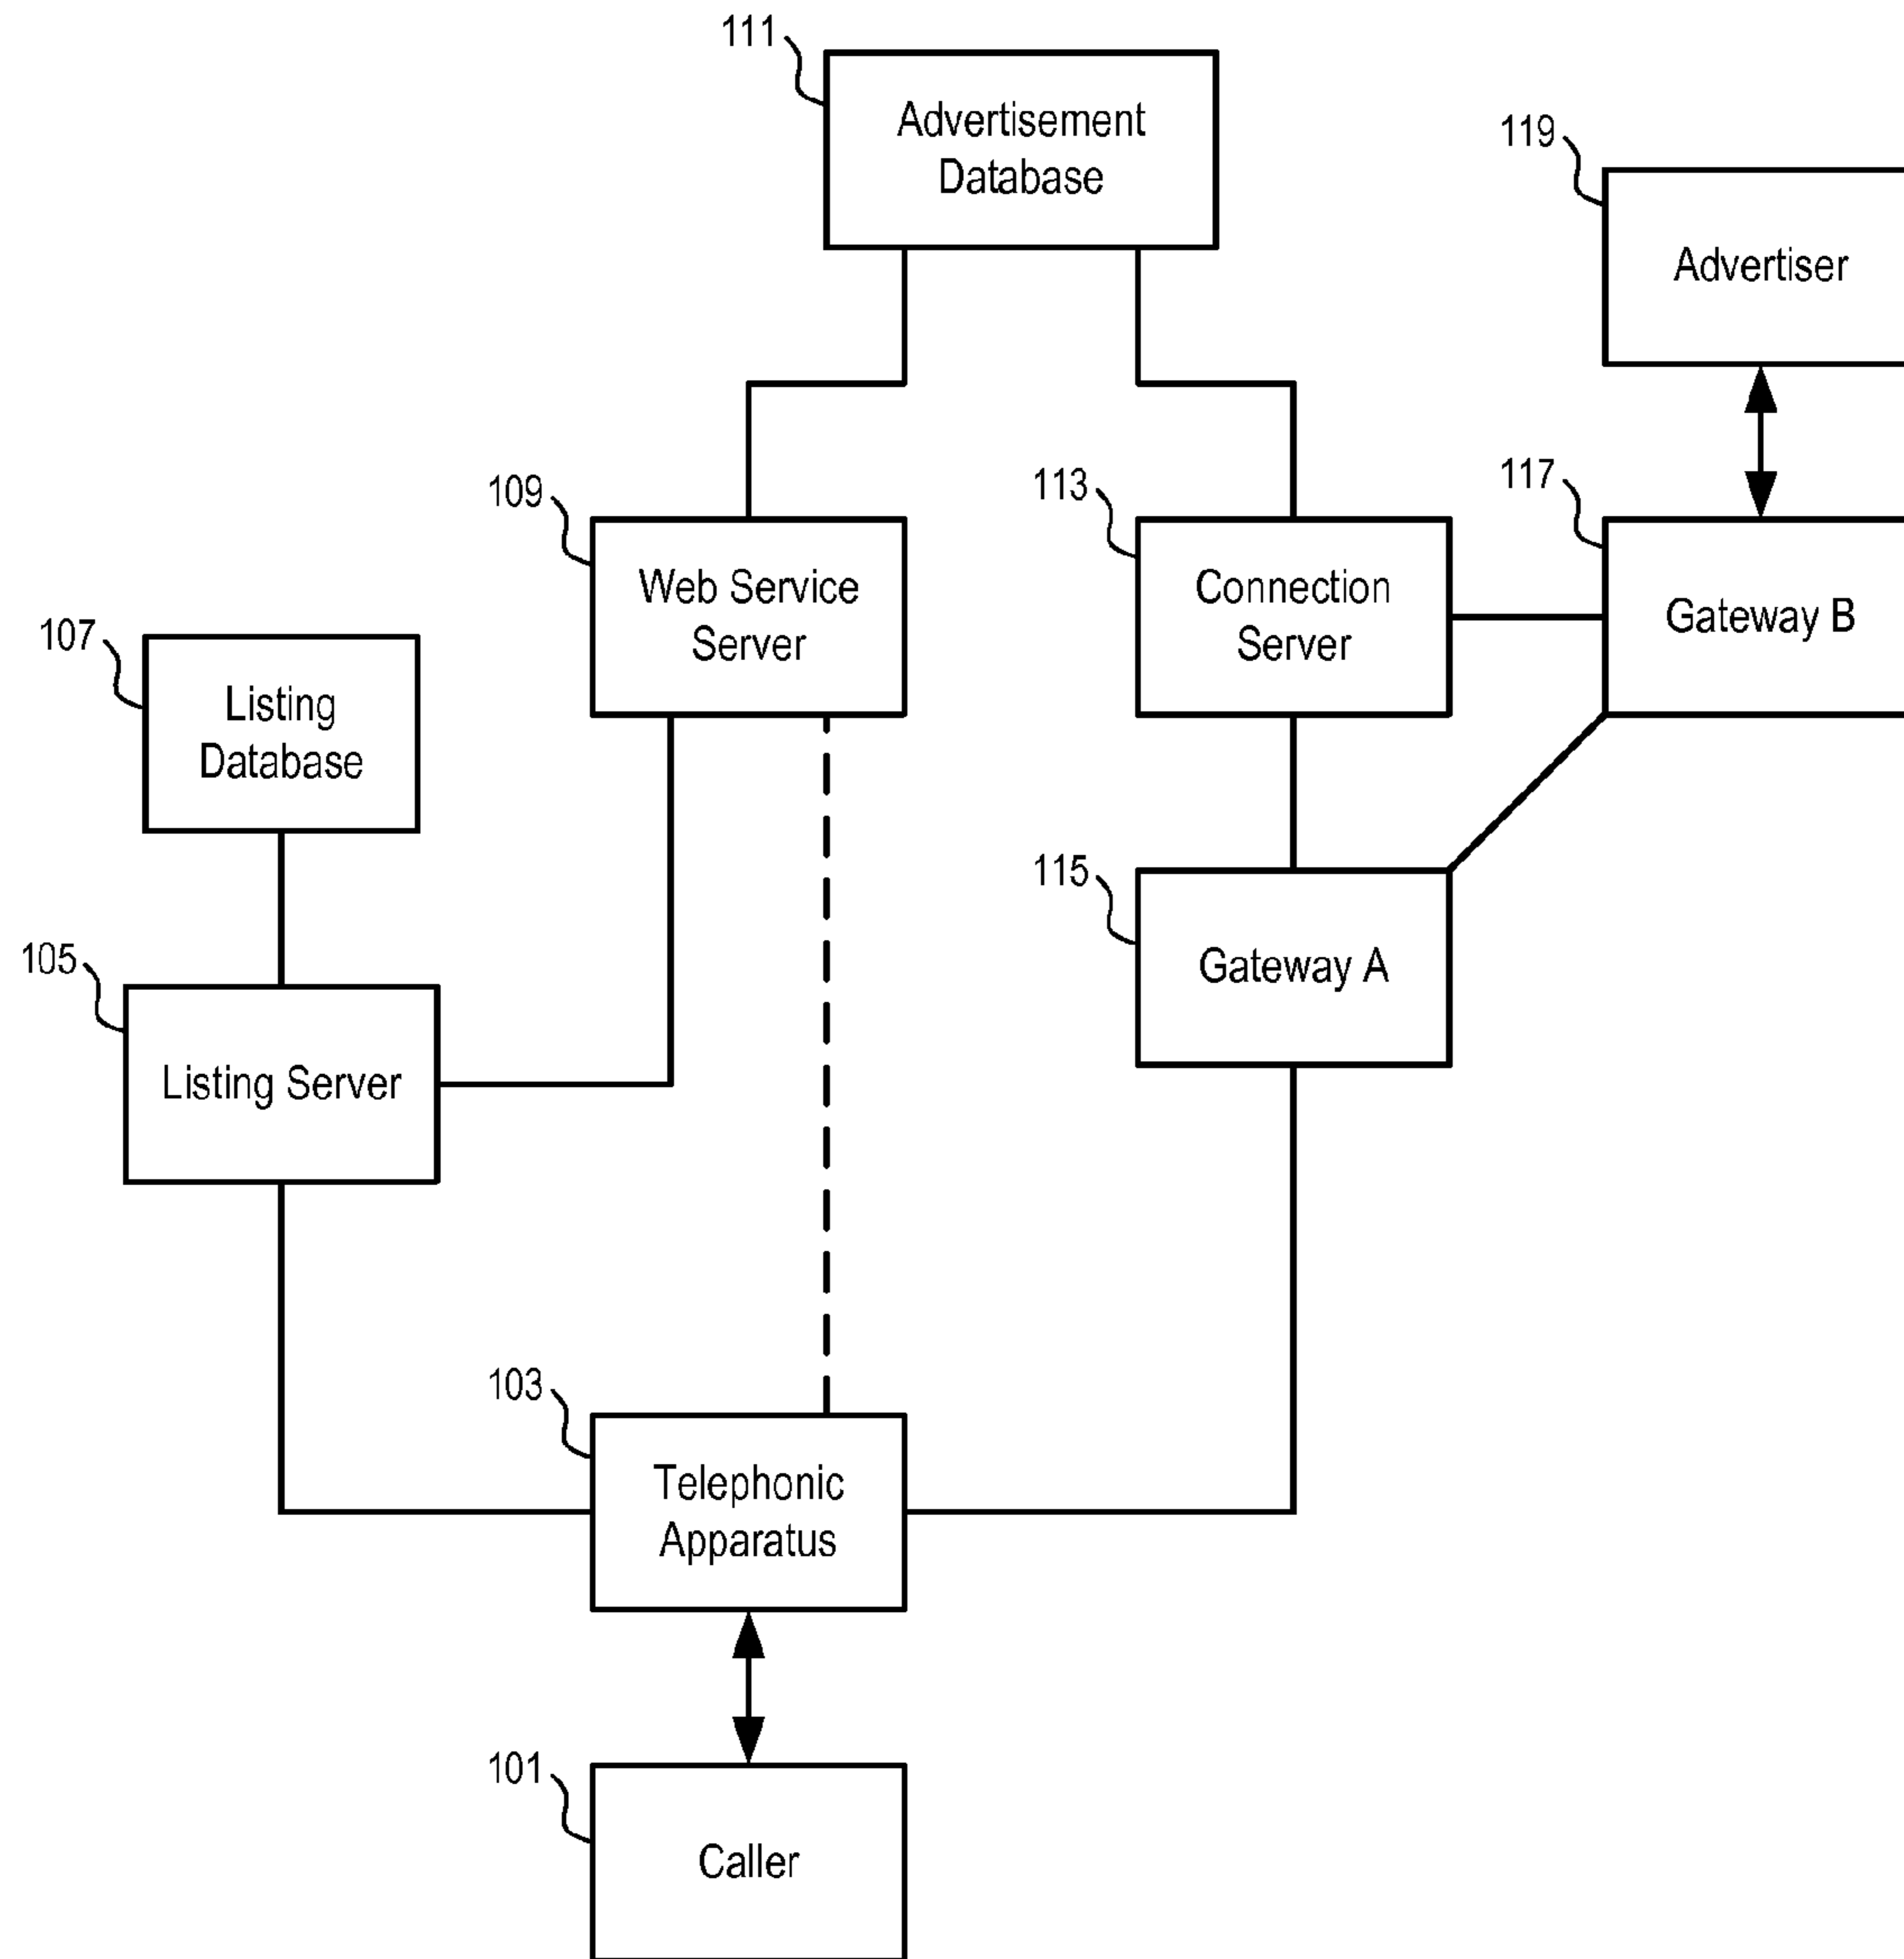 111
Advertisement
Database
119
Advertiser
109
Web Service
Server
113
Connection
Server
117
Gateway B
107
Listing
Database
115
Gateway A
105
Listing Server
103
Telephonic
Apparatus
101
Caller